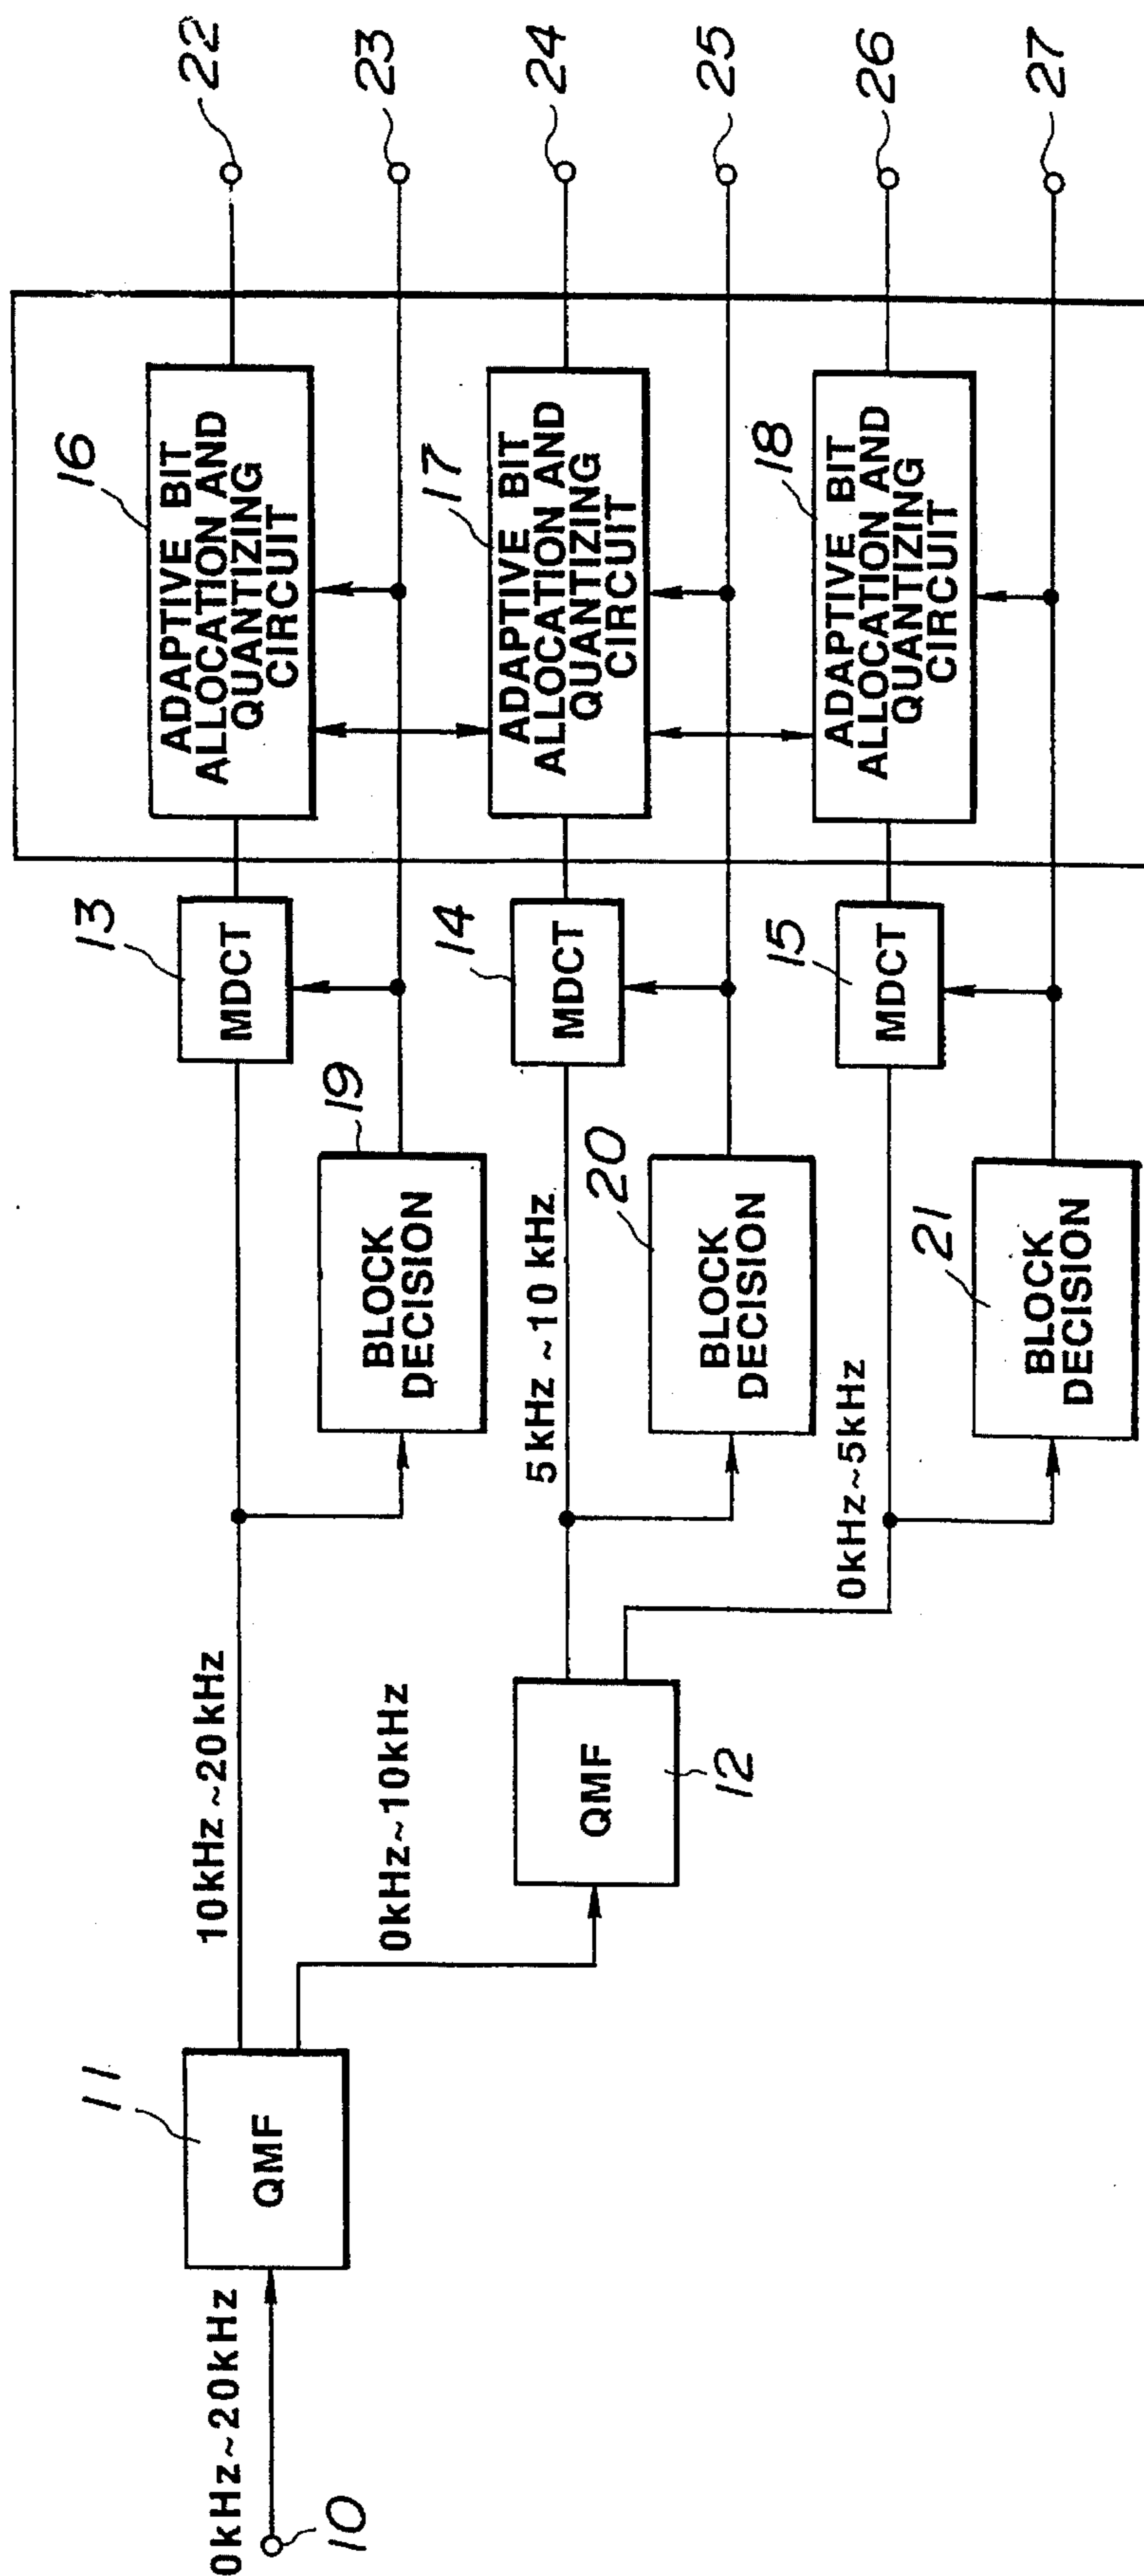 0kHz~20kHz
10
11
QMF
10kHz~20kHz
0kHz~10kHz
QMF
12
5kHz~10kHz
0kHz~5kHz
19
BLOCK
DECISION
20
BLOCK
DECISION
21
BLOCK
DECISION
13
MDCT
14
MDCT
15
MDCT
16
ADAPTIVE BIT
ALLOCATION AND
QUANTIZING
CIRCUIT
17
ADAPTIVE BIT
ALLOCATION AND
QUANTIZING
CIRCUIT
18
ADAPTIVE BIT
ALLOCATION AND
QUANTIZING
CIRCUIT
22
23
24
25
26
27